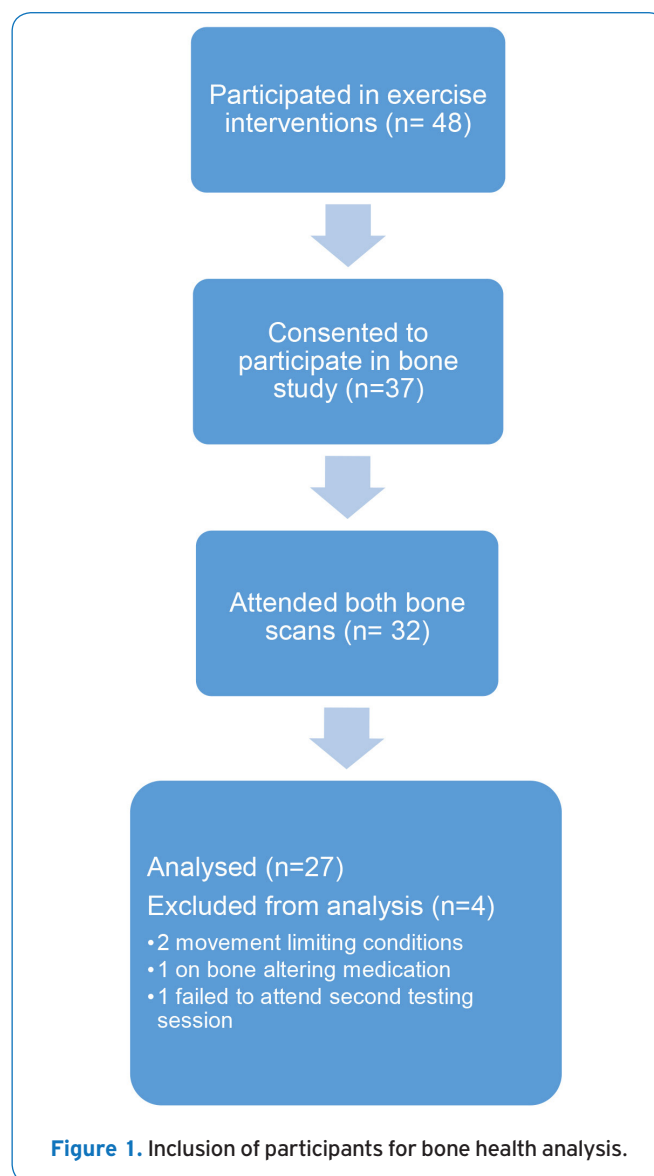 Participated in exercise
interventions (n= 48)
Consented to
participate in bone
study (n=37)
Attended both bone
scans (n= 32)
Analysed (n=27)
Excluded from analysis (n=4)
•2 movement limiting conditions
•1 on bone altering medication
•1 failed to attend second testing
session
Figure 1. Inclusion of participants for bone health analysis.